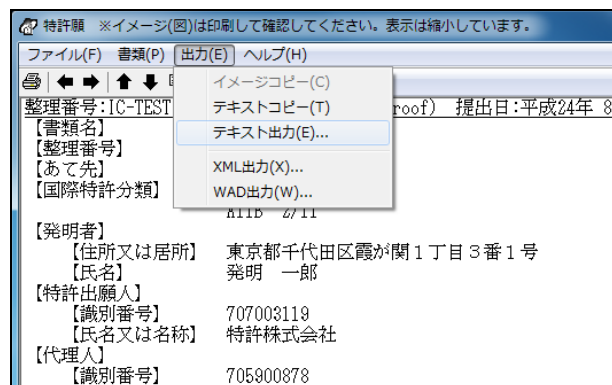 特許願 ※イメージ(図)は印刷して確認してください。表示は縮小しています。
ファイル(F) 書類(P) 出力(E) ヘルプ(H)
イメージコピー(C)
テキストコピー(T)
テキスト出力(E)...
XML出力(X)...
WAD出力(W)...
整理番号:IC-TEST roof) 提出日:平成24年 8
【書類名】
【整理番号】
【あて先】
【国際特許分類】
【発明者】
【住所又は居所】 東京都千代田区霞が関1丁目3番1号
【氏名】 発明 一郎
【特許出願人】
【識別番号】 707003119
【氏名又は名称】 特許株式会社
【代理人】
【識別番号】 705900878